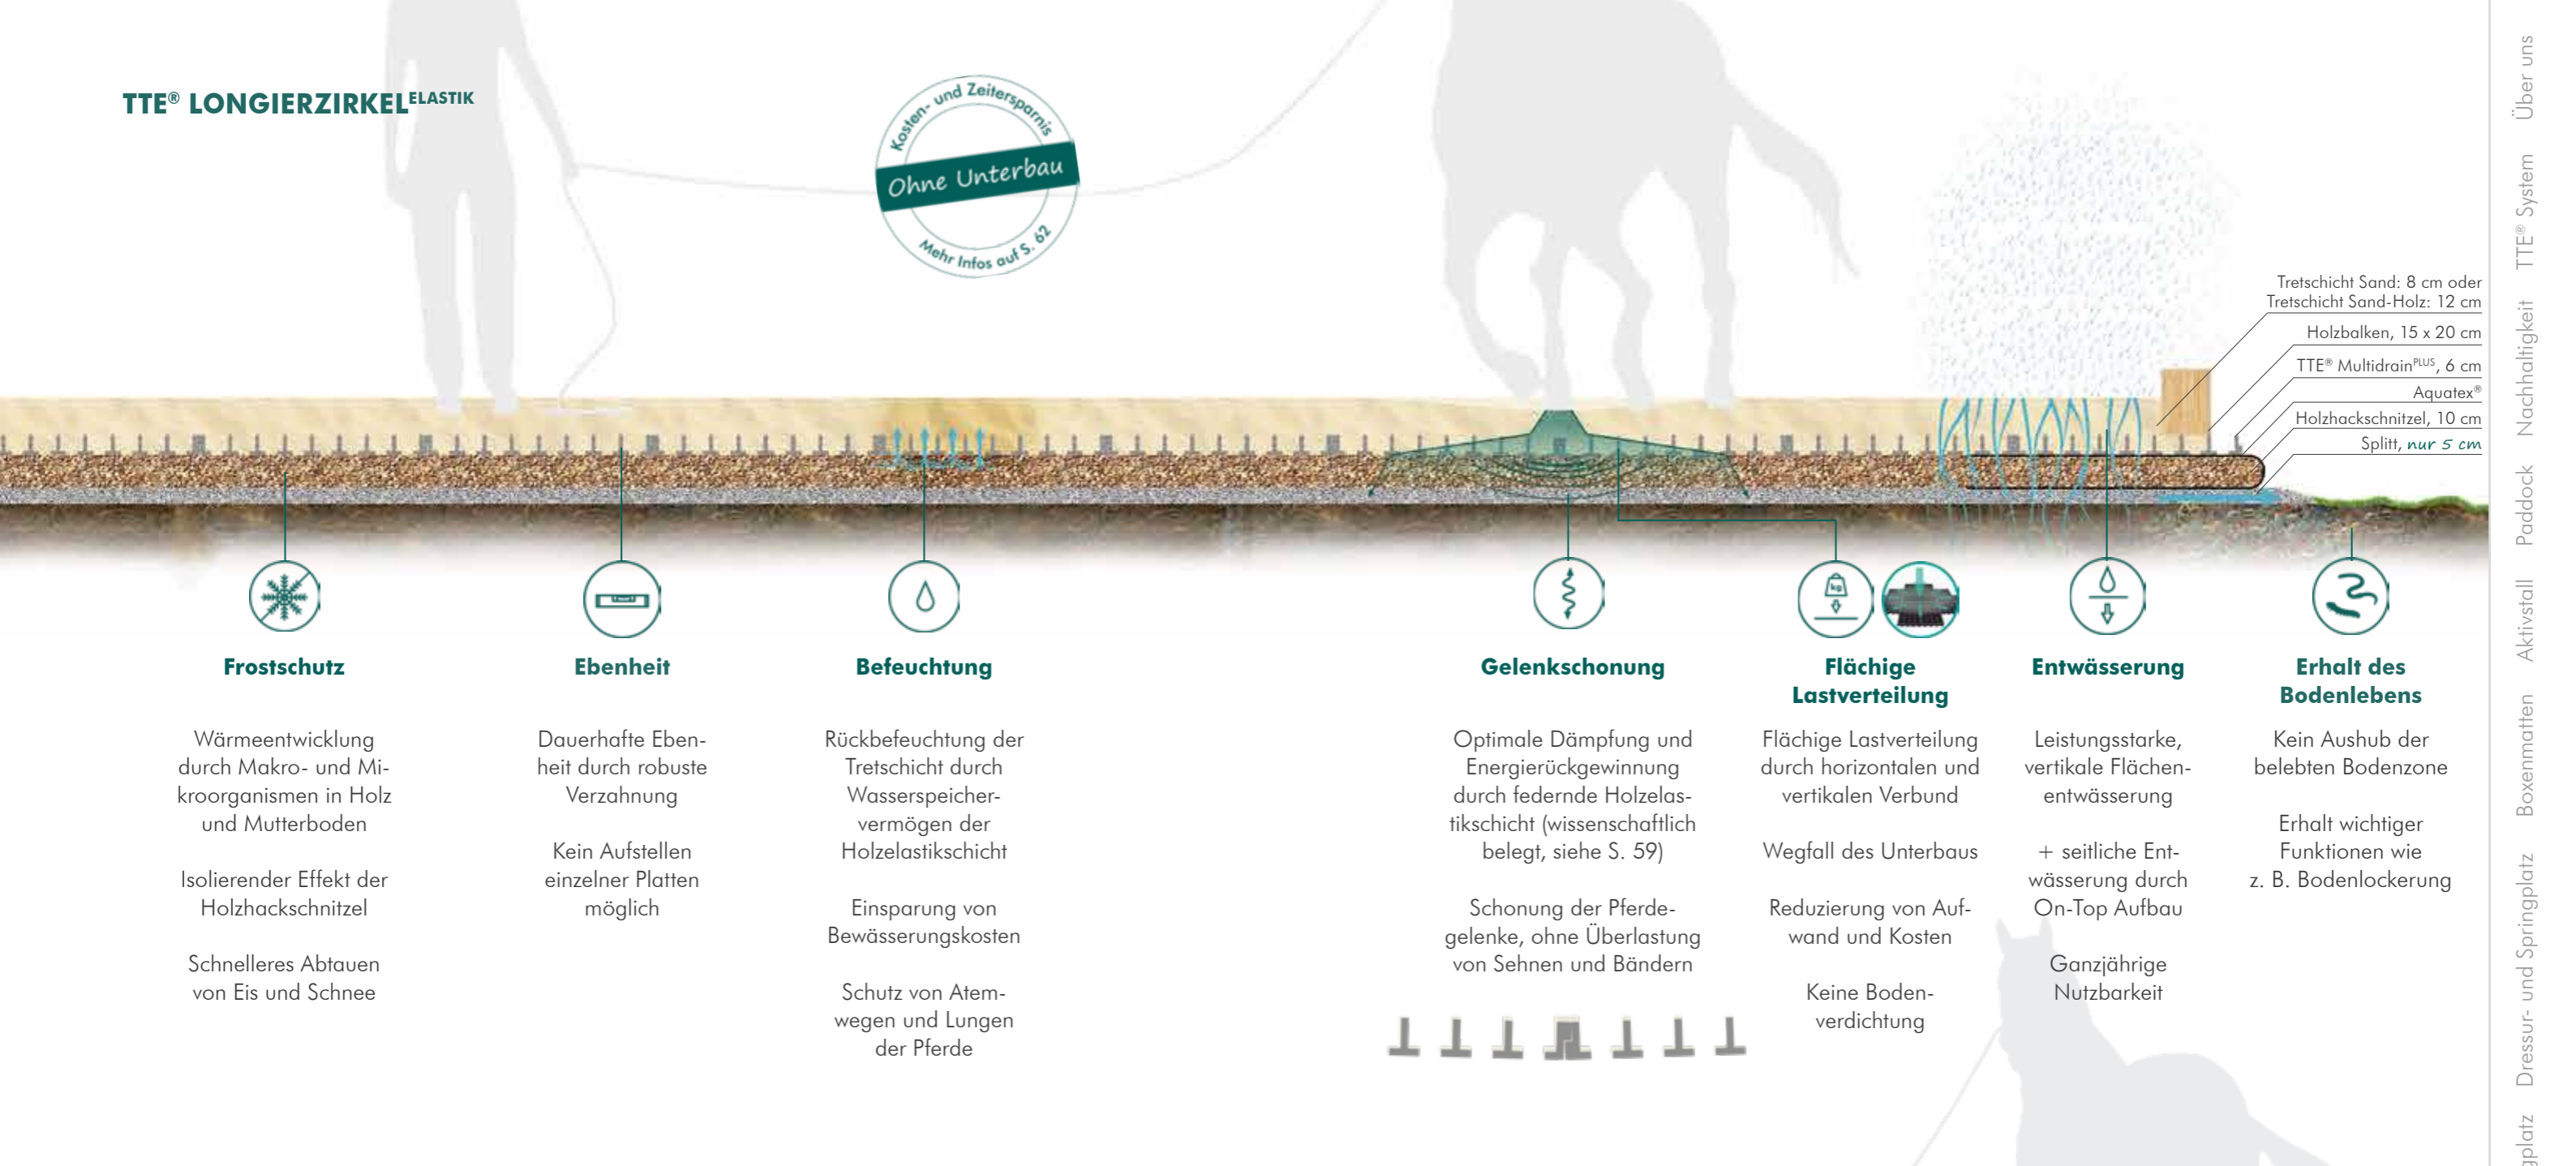 TTE® LONGIERZIRKELELASTIK
Kosten- und Zeitersparnis
Ohne Unterbau
Mehr Infos auf S. 62
Tretschicht Sand: 8 cm oder
Tretschicht Sand-Holz: 12 cm
Holzbalken, 15 x 20 cm
TTE® MultidrainPLUS, 6 cm
Aquatex®
Holzhackschnitzel, 10 cm
Splitt, nur 5 cm
kg
Frostschutz
Wärmeentwicklung
durch Makro- und Mi-
kroorganismen in Holz
und Mutterboden
Isolierender Effekt der
Holzhackschnitzel
Schnelleres Abtauen
von Eis und Schnee
Ebenheit
Dauerhafte Eben-
heit durch robuste
Verzahnung
Kein Aufstellen
einzelner Platten
möglich
Befeuchtung
Rückbefeuchtung der
Tretschicht durch
Wasserspeicher-
vermögen der
Holzelastikschicht
Einsparung von
Bewässerungskosten
Schutz von Atem-
wegen und Lungen
der Pferde
Gelenkschonung
Optimale Dämpfung und
Energierückgewinnung
durch federnde Holzelas-
tikschicht (wissenschaftlich
belegt, siehe S. 59)
Schonung der Pferde-
gelenke, ohne Überlastung
von Sehnen und Bändern
Flächige
Lastverteilung
Flächige Lastverteilung
durch horizontalen und
vertikalen Verbund
Wegfall des Unterbaus
Reduzierung von Auf-
wand und Kosten
Keine Boden-
verdichtung
Entwässerung
Leistungsstarke,
vertikale Flächen-
entwässerung
+ seitliche Ent-
wässerung durch
On-Top Aufbau
Ganzjährige
Nutzbarkeit
Erhalt des
Bodenlebens
Kein Aushub der
belebten Bodenzone
Erhalt wichtiger
Funktionen wie
z. B. Bodenlockerung
Über uns
TTE® System
Nachhaltigkeit
Paddock
Aktivstall
Boxenmatten
Dressur- und Springplatz